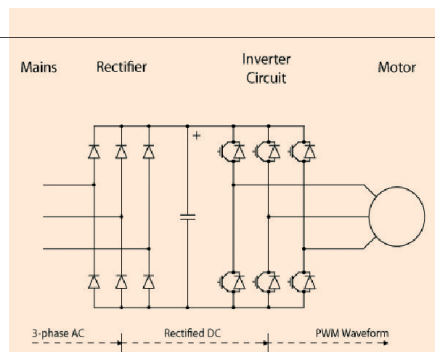 Mains Rectifier Inverter Circuit Motor
+
3-phase AC Rectified DC PWM Waveform